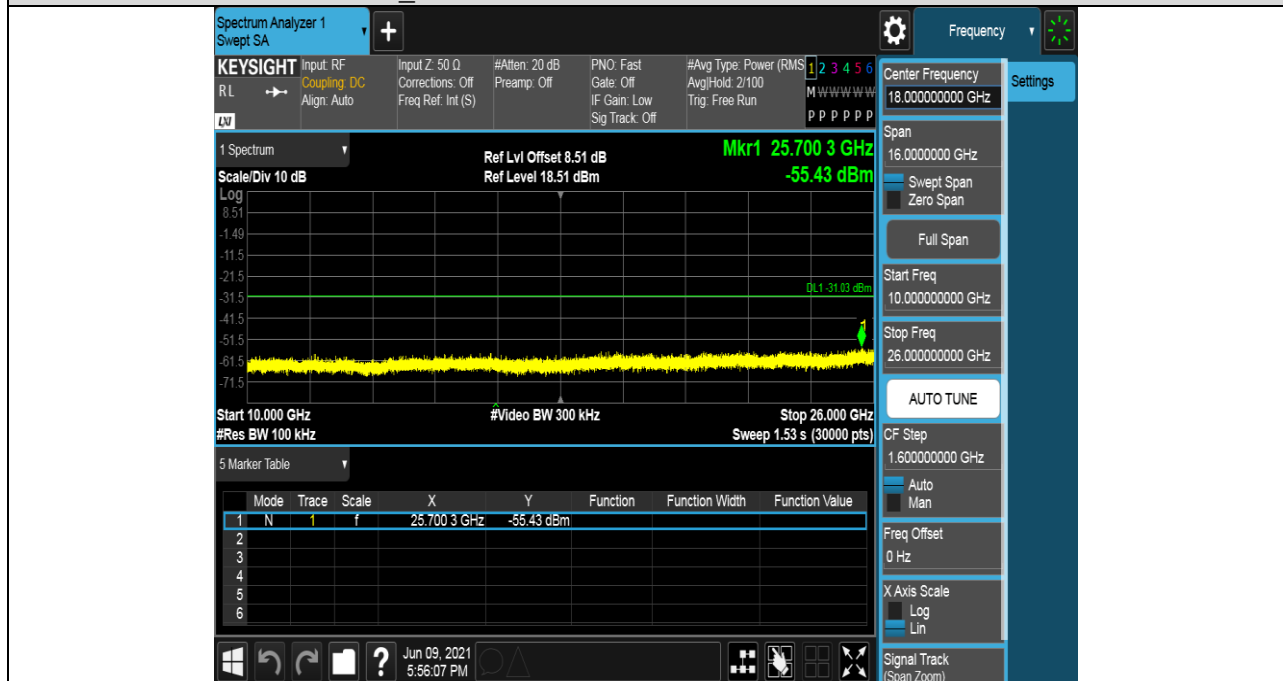 Spectrum Analyzer 1
Swept SA
+
Frequency
KEYSIGHT
RL
LXI
Input: RF
Coupling: DC
Align: Auto
Input Z: 50 Ω
Corrections: Off
Freq Ref: Int (S)
#Atten: 20 dB
Preamp: Off
PNO: Fast
Gate: Off
IF Gain: Low
Sig Track: Off
#Avg Type: Power (RMS
Avg|Hold: 2/100
Trig: Free Run
1 2 3 4 5 6
M W W W W W
P P P P P P
1 Spectrum
Scale/Div 10 dB
Ref Lvl Offset 8.51 dB
Ref Level 18.51 dBm
Mkr1 25.700 3 GHz
-55.43 dBm
Log
8.51
-1.49
-11.5
-21.5
-31.5
-41.5
-51.5
-61.5
-71.5
DL1 -31.03 dBm
1
Start 10.000 GHz
#Video BW 300 kHz
Stop 26.000 GHz
#Res BW 100 kHz
Sweep 1.53 s (30000 pts)
5 Marker Table
Mode Trace Scale X Y Function Function Width Function Value
1 N 1 f 25.700 3 GHz -55.43 dBm
2
3
4
5
6
Jun 09, 2021
5:56:07 PM
?
Center Frequency
18.000000000 GHz
Settings
Span
16.0000000 GHz
Swept Span
Zero Span
Full Span
Start Freq
10.000000000 GHz
Stop Freq
26.000000000 GHz
AUTO TUNE
CF Step
1.600000000 GHz
Auto
Man
Freq Offset
0 Hz
X Axis Scale
Log
Lin
Signal Track
(Span Zoom)